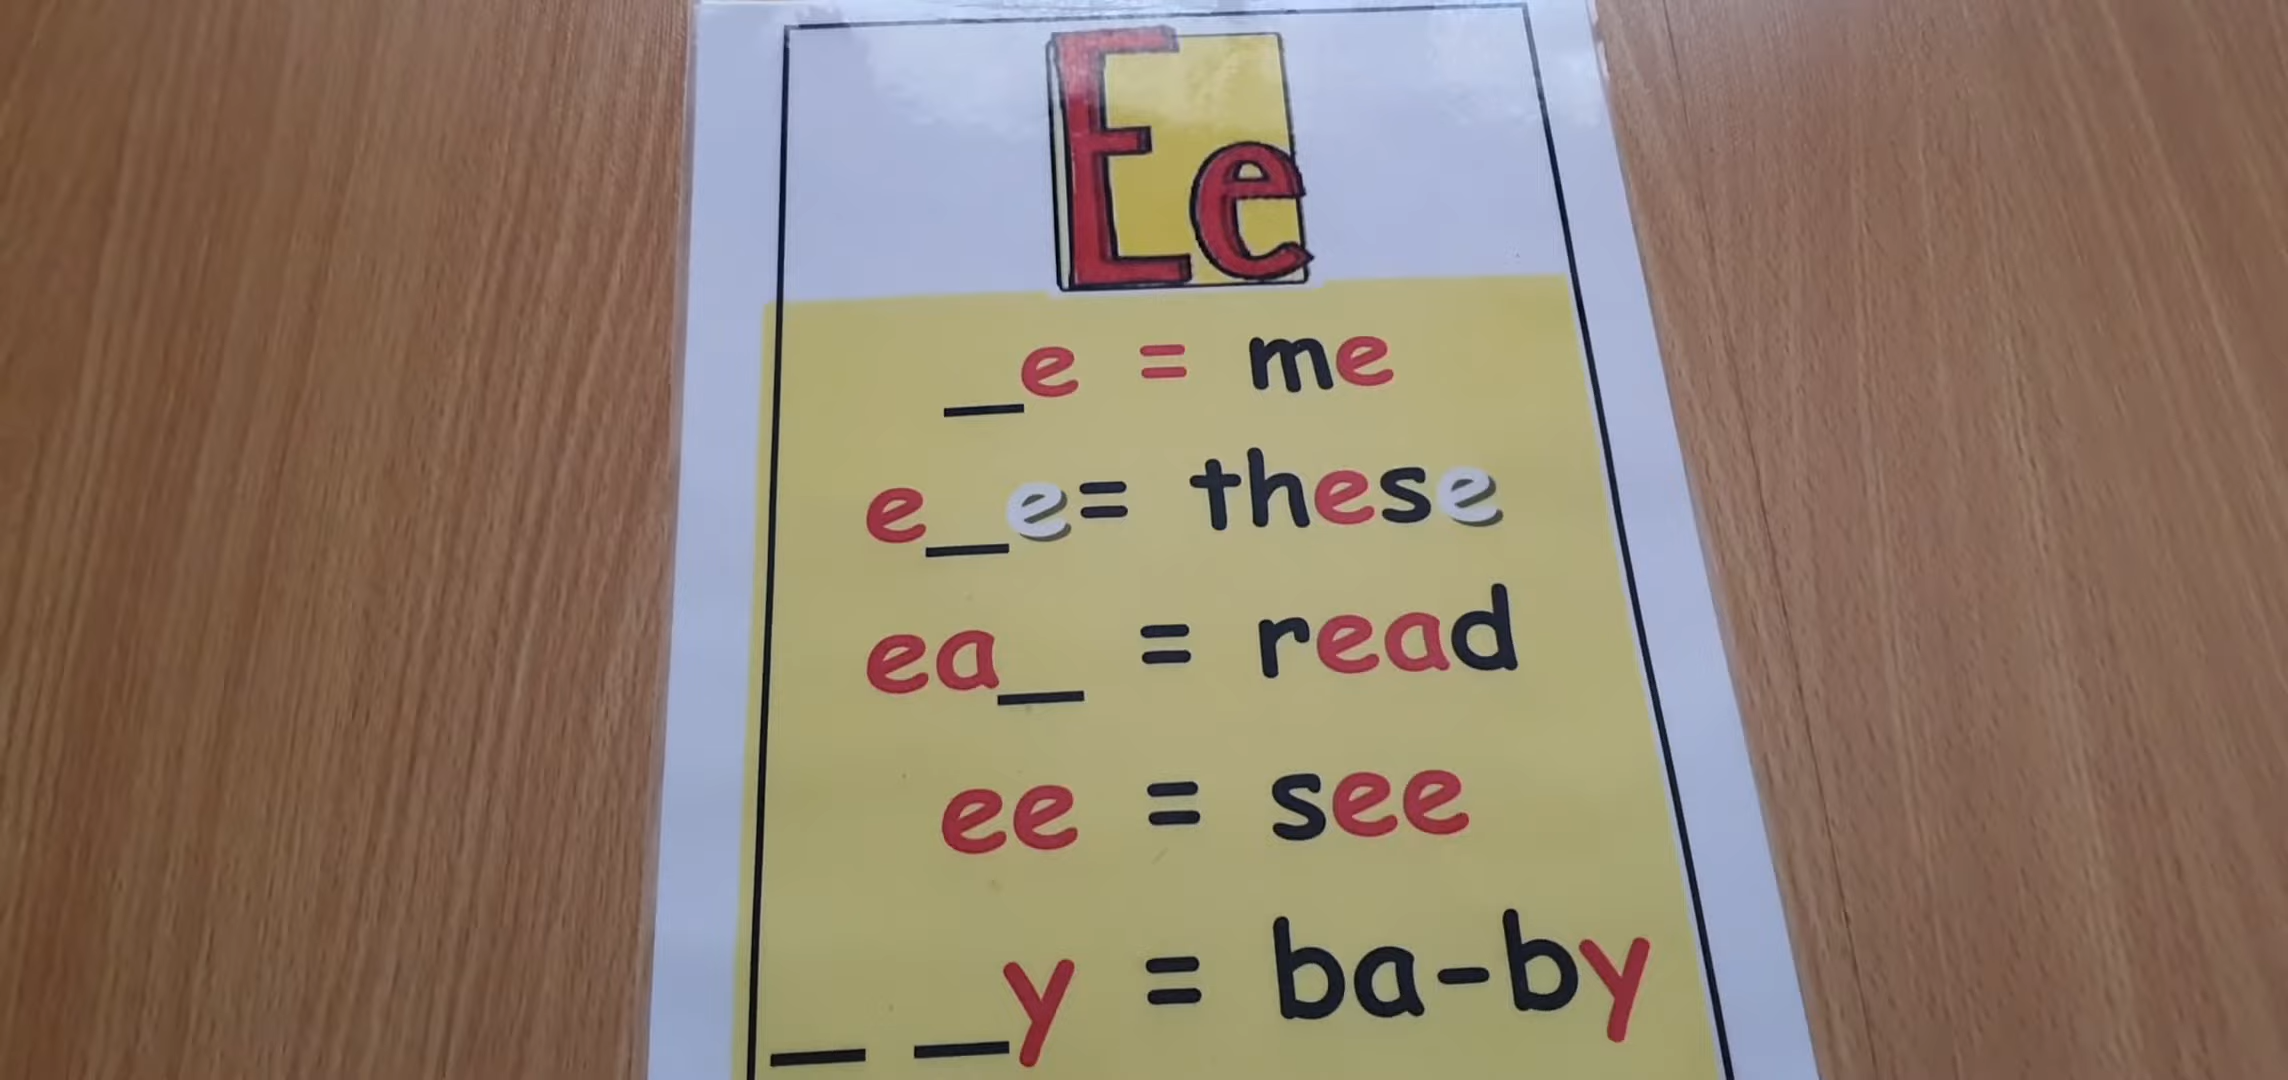 Ee
_e = me
e_e= these
ea_ = read
ee = see
_ _y = ba-by